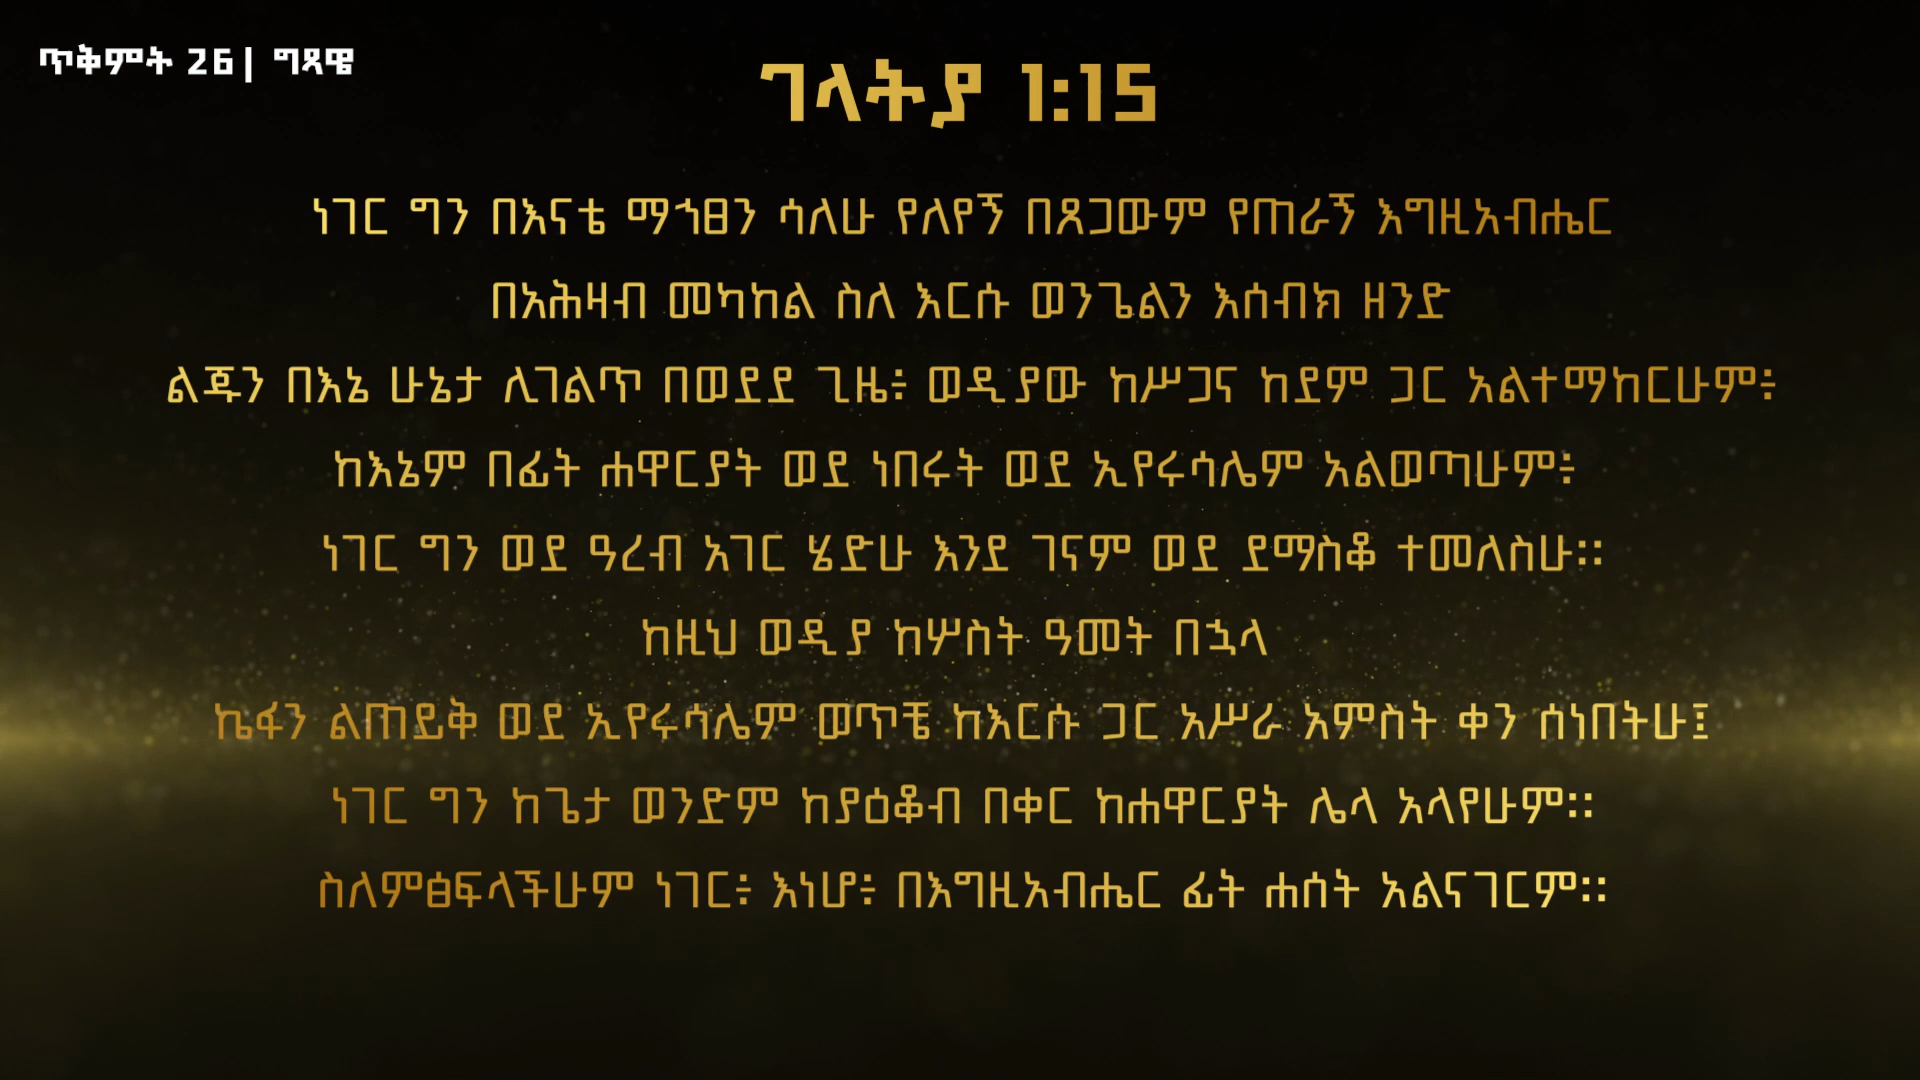 ጥቅምት 26| ግጻዌ
ገላትያ 1:15
ነገር ግን በእናቴ ማኅፀን ሳለሁ የለየኝ በጸጋውም የጠራኝ እግዚአብሔር
በአሕዛብ መካከል ስለ እርሱ ወንጌልን እሰብክ ዘንድ
ልጁን በእኔ ሁኔታ ሊገልጥ በወደደ ጊዜ፥ ወዲያው ከሥጋና ከደም ጋር አልተማከርሁም፥
ከእኔም በፊት ሐዋርያት ወደ ነበሩት ወደ ኢየሩሳሌም አልወጣሁም፥
ነገር ግን ወደ ዓረብ አገር ሄድሁ እንደ ገናም ወደ ደማስቆ ተመለስሁ።
ከዚህ ወዲያ ከሦስት ዓመት በኋላ
ኬፋን ልጠይቅ ወደ ኢየሩሳሌም ወጥቼ ከእርሱ ጋር አሥራ አምስት ቀን ሰነበትሁ፤
ነገር ግን ከጌታ ወንድም ከያዕቆብ በቀር ከሐዋርያት ሌላ አላየሁም።
ስለምፅፍላችሁም ነገር፥ እነሆ፥ በእግዚአብሔር ፊት ሐሰት አልናገርም።